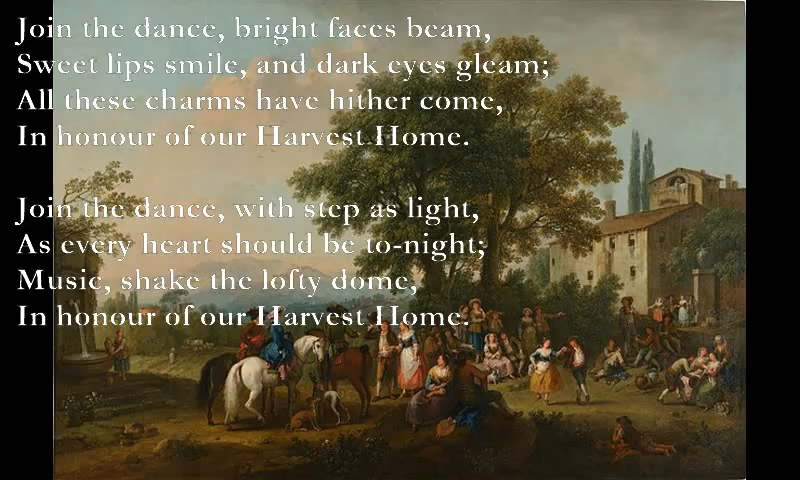 Join the dance, bright faces beam,
Sweet lips smile, and dark eyes gleam;
All these charms have hither come,
In honour of our Harvest Home.

Join the dance, with step as light,
As every heart should be to-night;
Music, shake the lofty dome,
In honour of our Harvest Home.